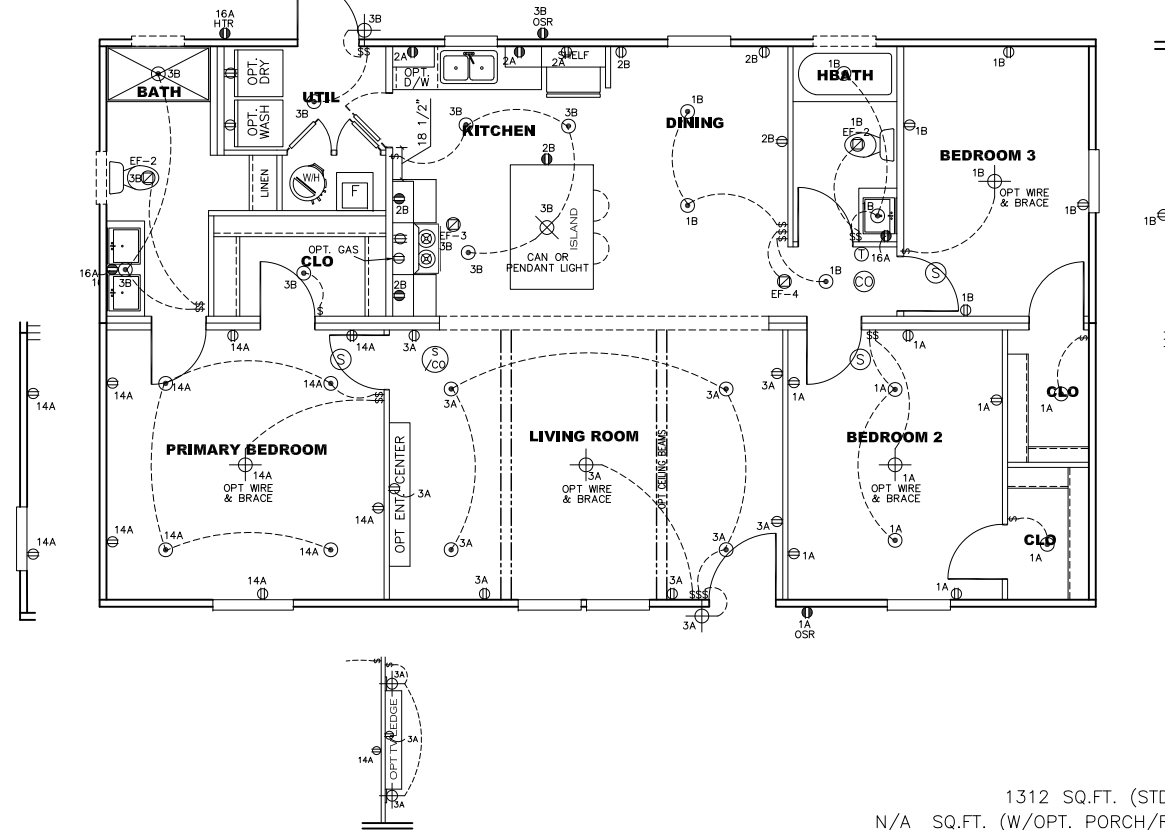 16A
HTR
3B
3B
OSR
$$
2A
2A
2A
SHELF
2B
2B
1B
1B
3B
OPT.
DRY
OPT.
D/W
HBATH
BATH
UTIL
3B
3B
3B
1B
18 1/2"
KITCHEN
DINING
OPT.
WASH
1B
EF-2
1B
2B
EF-2
3B
2B
BEDROOM 3
1B
OPT WIRE
& BRACE
LINEN
W/H
F
$
2B
3B
ISLAND
1B
1B
1B
1B
$$$
$$
EF-3
3B
OPT. GAS
CLO
3B
3B
CAN OR
PENDANT LIGHT
T
16A
$
16A
3B
2B
EF-4
1B
CO
S
1B
$$
$
14A
14A
S
3A
S
/CO
S
$$
1A
$
14A
14A
14A
$$
3A
3A
3A
1A
1A
1A
CLO
1A
14A
PRIMARY BEDROOM
14A
OPT WIRE
& BRACE
OPT ENT. CENTER
3A
LIVING ROOM
3A
OPT WIRE
& BRACE
OPT CEILING BEAMS
BEDROOM 2
1A
OPT WIRE
& BRACE
14A
14A
14A
14A
14A
3A
3A
3A
1A
1A
$
CLO
1A
14A
3A
3A
$$$
1A
3A
1A
OSR
$
$
3A
OPT TV LEDGE
3A
14A
3A
1312 SQ.FT. (STD
N/A SQ.FT. (W/OPT. PORCH/R